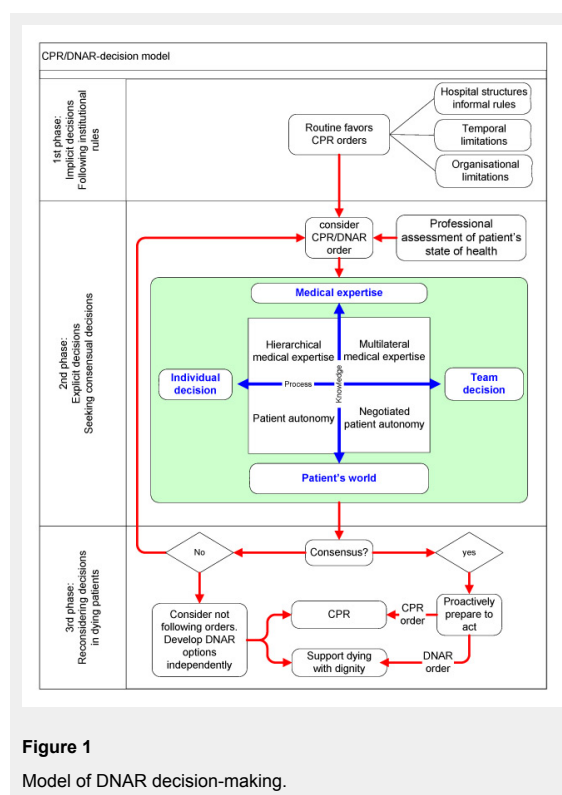 CPR/DNAR-decision model
1st phase:
Implicit decisions
Following institutional
rules
Routine favors
CPR orders
Hospital structures
informal rules
Temporal
limitations
Organisational
limitations
2nd phase:
Explicit decisions
Seeking consensual decisions
consider
CPR/DNAR
order
Professional
assessment of patient's
state of health
Medical expertise
Hierarchical
medical expertise
Multilateral
medical expertise
Individual
decision
Process
Knowledge
Team
decision
Patient autonomy
Negotiated
patient autonomy
Patient's world
3rd phase:
Reconsidering decisions
in dying patients
No
Consensus?
yes
Consider not
following orders.
Develop DNAR
options
independently
CPR
CPR
order
Proactively
prepare to
act
Support dying
with dignity
DNAR
order
Figure 1
Model of DNAR decision-making.